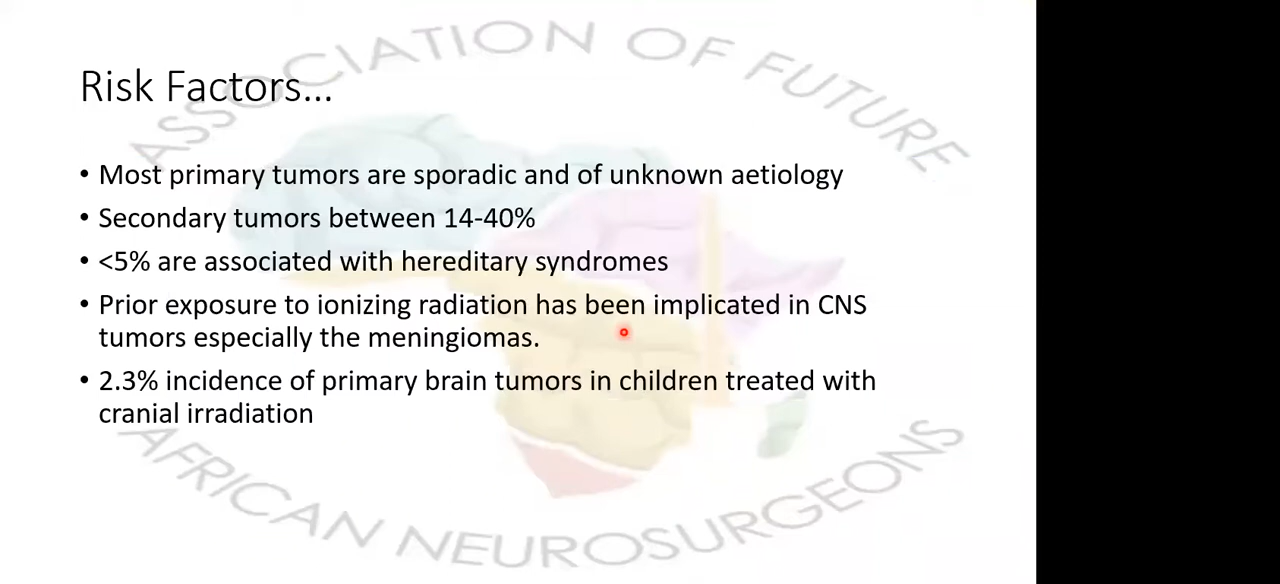 ASSOCIATION OF FUTURE
Risk Factors...
• Most primary tumors are sporadic and of unknown aetiology
• Secondary tumors between 14-40%
• <5% are associated with hereditary syndromes
• Prior exposure to ionizing radiation has been implicated in CNS
tumors especially the meningiomas.
• 2.3% incidence of primary brain tumors in children treated with
cranial irradiation
AFRICAN NEUROSURGEONS